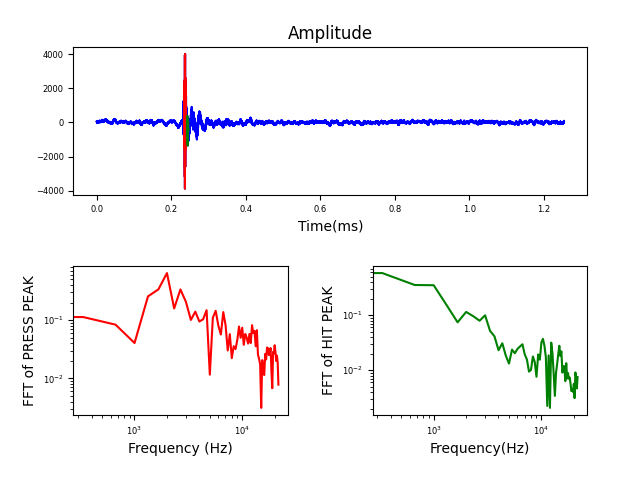 Amplitude
4000
2000
0
−2000
−4000
0.0 0.2 0.4 0.6 0.8 1.0 1.2
Time(ms)
FFT of PRESS PEAK
10⁻¹
10⁻²
10³ 10⁴
Frequency (Hz)
FFT of HIT PEAK
10⁻¹
10⁻²
10³ 10⁴
Frequency(Hz)